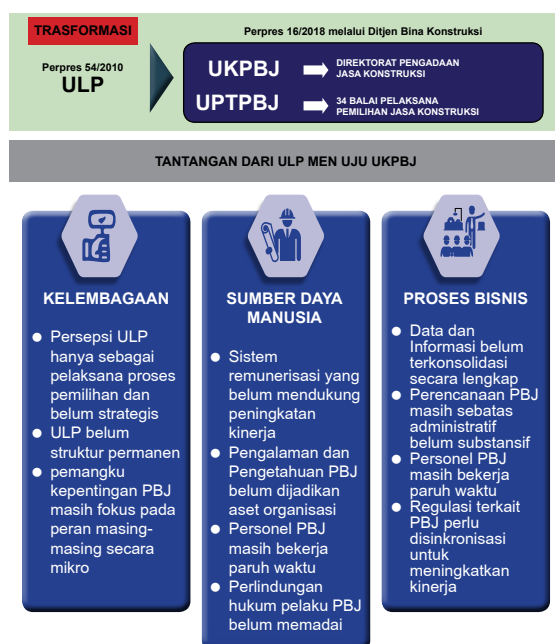 TRASFORMASI
Perpres 54/2010
ULP
Perpres 16/2018 melalui Ditjen Bina Konstruksi
UKPBJ
DIREKTORAT PENGADAAN
JASA KONSTRUKSI
UPTPBJ
34 BALAI PELAKSANA
PEMILIHAN JASA KONSTRUKSI
TANTANGAN DARI ULP MEN UJU UKPBJ
KELEMBAGAAN
● Persepsi ULP
hanya sebagai
pelaksana proses
pemilihan dan
belum strategis
● ULP belum
struktur permanen
● pemangku
kepentingan PBJ
masih fokus pada
peran masing-
masing secara
mikro
SUMBER DAYA
MANUSIA
● Sistem
remunerisasi yang
belum mendukung
peningkatan
kinerja
● Pengalaman dan
Pengetahuan PBJ
belum dijadikan
aset organisasi
● Personel PBJ
masih bekerja
paruh waktu
● Perlindungan
hukum pelaku PBJ
belum memadai
PROSES BISNIS
● Data dan
Informasi belum
terkonsolidasi
secara lengkap
● Perencanaan PBJ
masih sebatas
administratif
belum substansif
● Personel PBJ
masih bekerja
paruh waktu
● Regulasi terkait
PBJ perlu
disinkronisasi
untuk
meningkatkan
kinerja